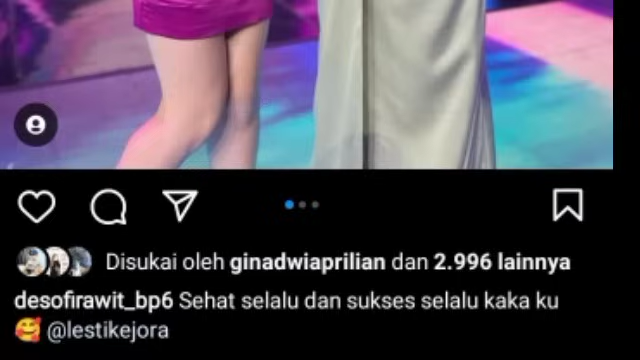 Disukai oleh ginadwiaprilian dan 2.996 lainnya
desofirawit_bp6 Sehat selalu dan sukses selalu kaka ku
🥰 @lestikejora